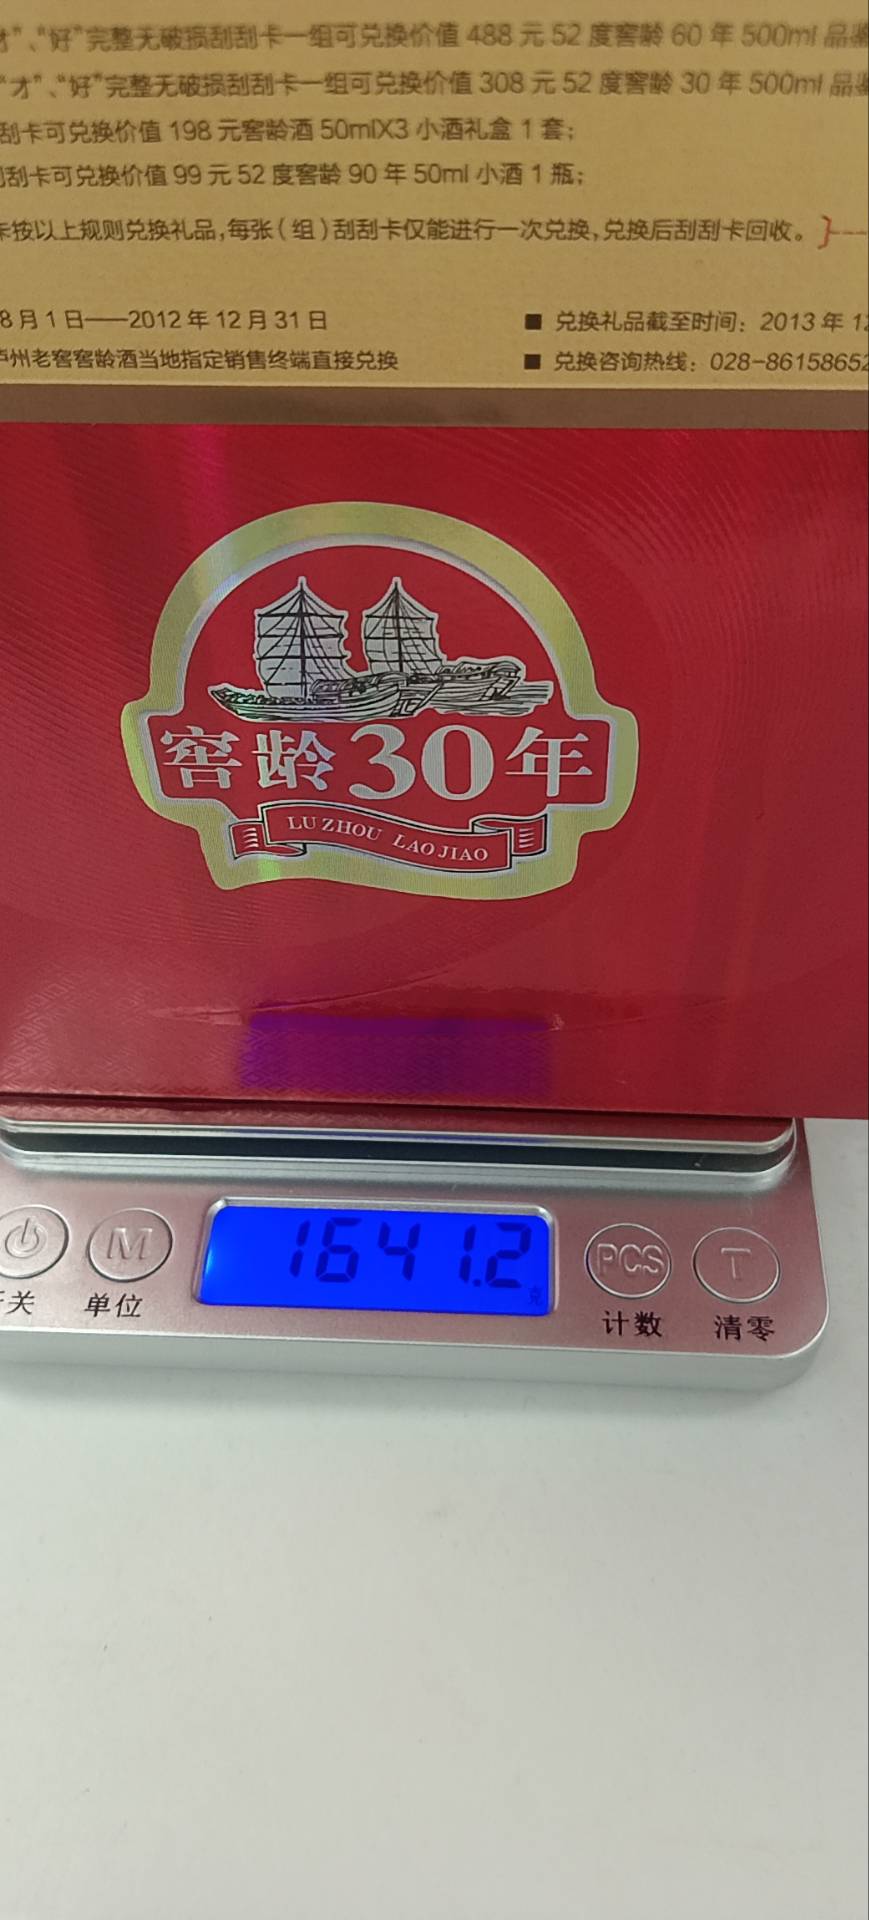 ”、“好”完整无破损刮刮卡一组可兑换价值 488 元 52 度窖龄 60 年 500ml 品鉴
“才”、“好”完整无破损刮刮卡一组可兑换价值 308 元 52 度窖龄 30 年 500ml 品鉴
刮卡可兑换价值 198 元窖龄酒 50mlX3 小酒礼盒 1 套；
刮卡可兑换价值 99 元 52 度窖龄 90 年 50ml 小酒 1 瓶；
按以上规则兑换礼品，每张（组）刮刮卡仅能进行一次兑换，兑换后刮刮卡回收。
8 月 1 日——2012 年 12 月 31 日
■ 兑换礼品截至时间：2013 年 12
泸州老窖窖龄酒当地指定销售终端直接兑换
■ 兑换咨询热线：028-86158652
窖龄30年
LU ZHOU LAO JIAO
1641.2
克
M
PCS
T
关
单位
计数
清零